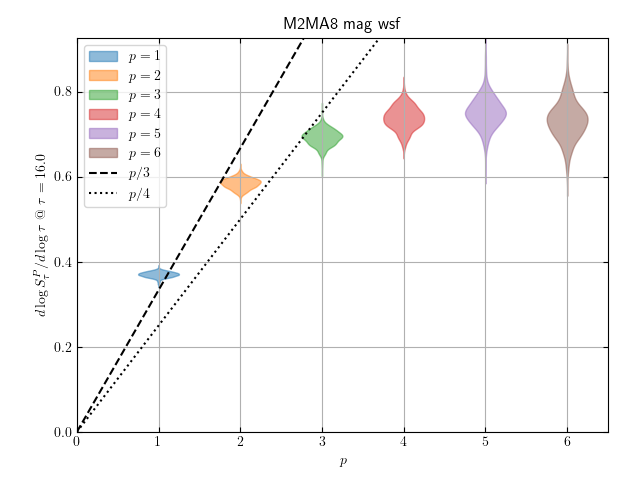 M2MA8 mag wsf
p = 1
p = 2
p = 3
p = 4
p = 5
p = 6
p/3
p/4
d log S_τ^P / d log τ @ τ = 16.0
0.8
0.6
0.4
0.2
0.0
0 1 2 3 4 5 6
p